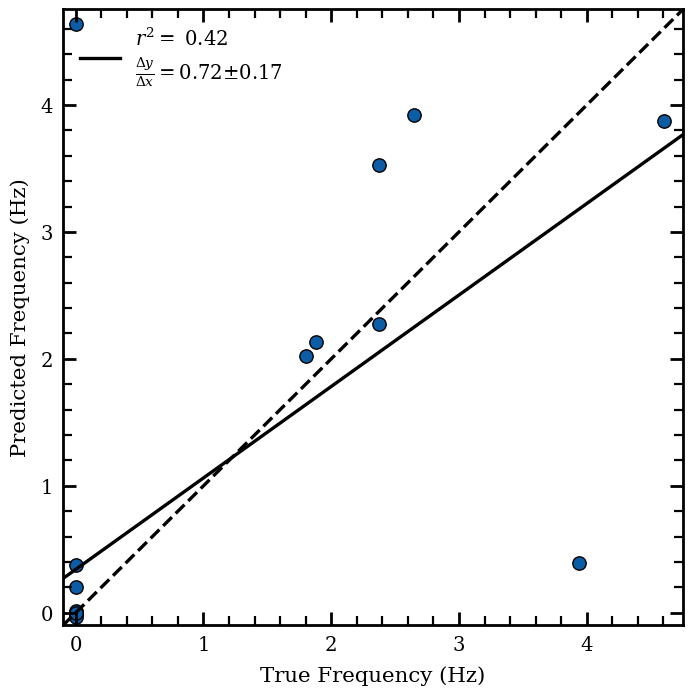 r² = 0.42
Δy/Δx = 0.72±0.17
4
3
2
1
0
Predicted Frequency (Hz)
0 1 2 3 4
True Frequency (Hz)